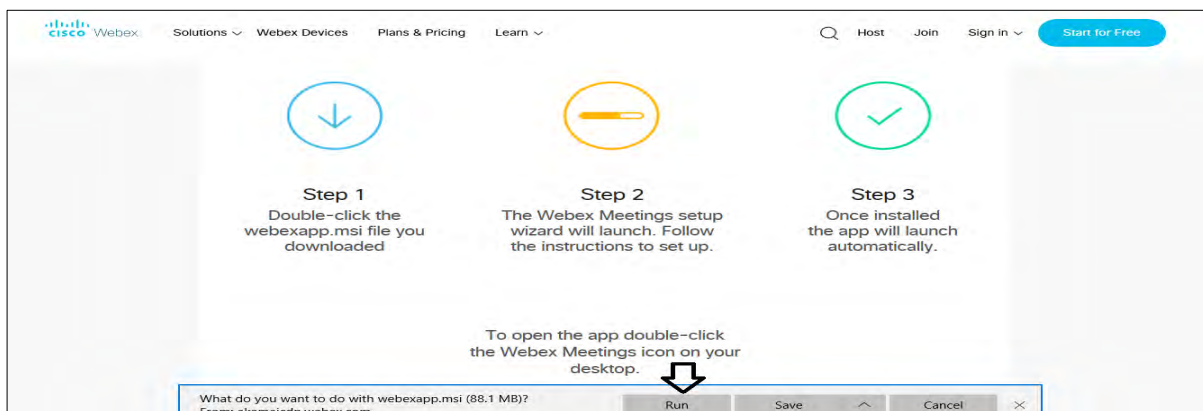 CISCO Webex Solutions Webex Devices Plans & Pricing Learn Host Join Sign in Start for Free
Step 1
Double-click the
webexapp.msi file you
downloaded
Step 2
The Webex Meetings setup
wizard will launch. Follow
the instructions to set up.
Step 3
Once installed
the app will launch
automatically.
To open the app double-click
the Webex Meetings icon on your
desktop.
What do you want to do with webexapp.msi (88.1 MB)?
From: akamaicdn.webex.com
Run Save Cancel